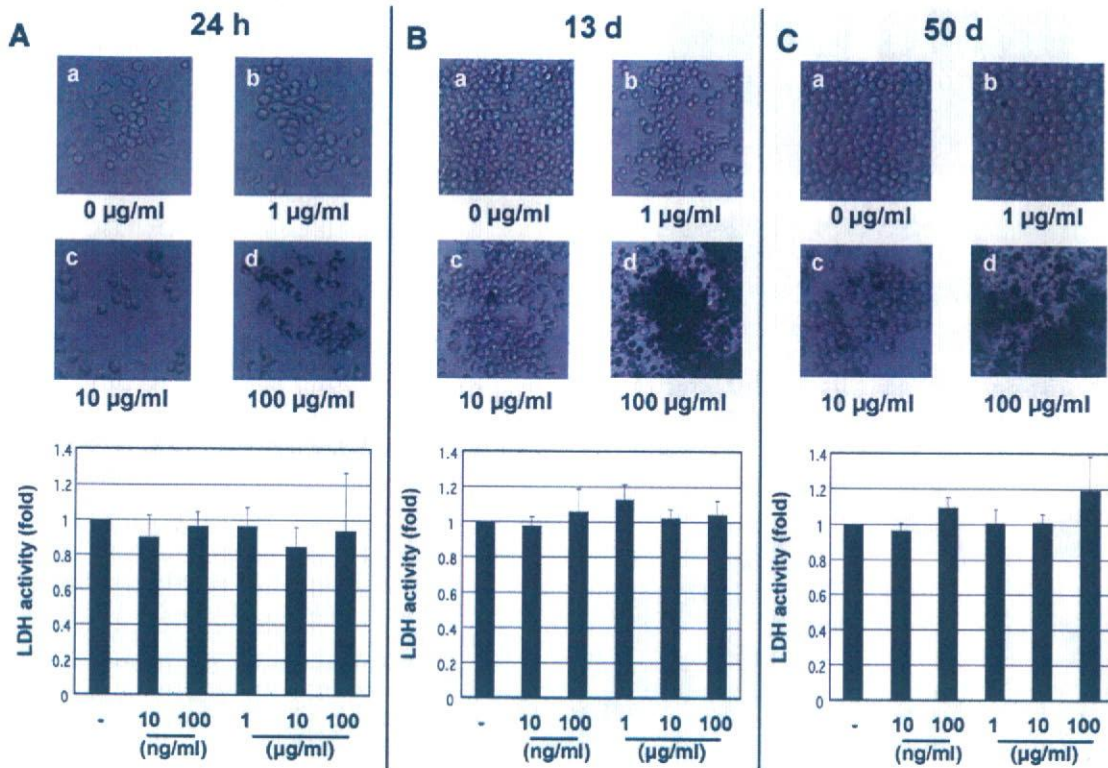 A
24 h
a
b
0 µg/ml
1 µg/ml
c
d
10 µg/ml
100 µg/ml
LDH activity (fold)
1.4
1.2
1
0.8
0.6
0.4
0.2
0
- 10 100 1 10 100
(ng/ml) (µg/ml)
B
13 d
a
b
0 µg/ml
1 µg/ml
c
d
10 µg/ml
100 µg/ml
LDH activity (fold)
1.4
1.2
1
0.8
0.6
0.4
0.2
0
- 10 100 1 10 100
(ng/ml) (µg/ml)
C
50 d
a
b
0 µg/ml
1 µg/ml
c
d
10 µg/ml
100 µg/ml
LDH activity (fold)
1.4
1.2
1
0.8
0.6
0.4
0.2
0
- 10 100 1 10 100
(ng/ml) (µg/ml)